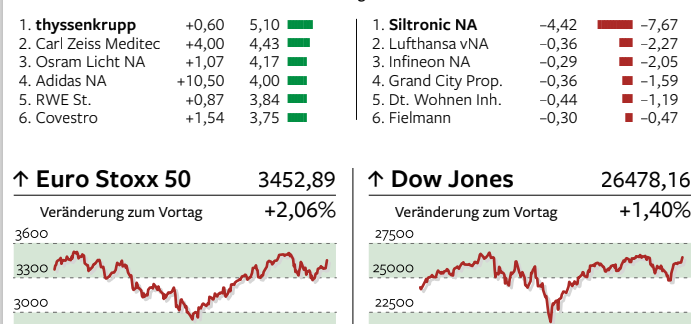 1. thyssenkrupp +0,60 5,10
2. Carl Zeiss Meditec +4,00 4,43
3. Osram Licht NA +1,07 4,17
4. Adidas NA +10,50 4,00
5. RWE St. +0,87 3,84
6. Covestro +1,54 3,75
1. Siltronic NA –4,42 –7,67
2. Lufthansa vNA –0,36 –2,27
3. Infineon NA –0,29 –2,05
4. Grand City Prop. –0,36 –1,59
5. Dt. Wohnen Inh. –0,44 –1,19
6. Fielmann –0,30 –0,47
↑ Euro Stoxx 50 3452,89
Veränderung zum Vortag +2,06%
3600
3300
3000
↑ Dow Jones 26478,16
Veränderung zum Vortag +1,40%
27500
25000
22500